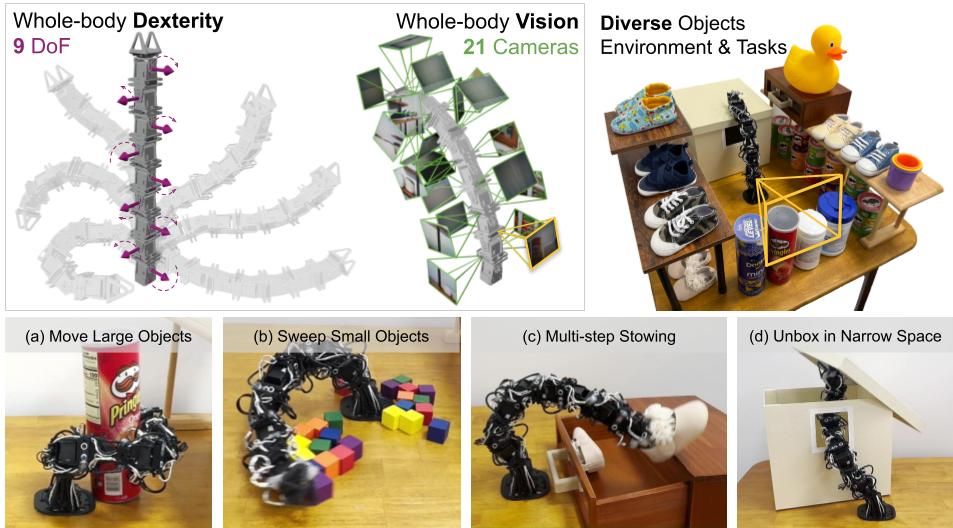 Whole-body Dexterity
9 DoF
Whole-body Vision
21 Cameras
Diverse Objects
Environment & Tasks
(a) Move Large Objects
(b) Sweep Small Objects
(c) Multi-step Stowing
(d) Unbox in Narrow Space
Pringles